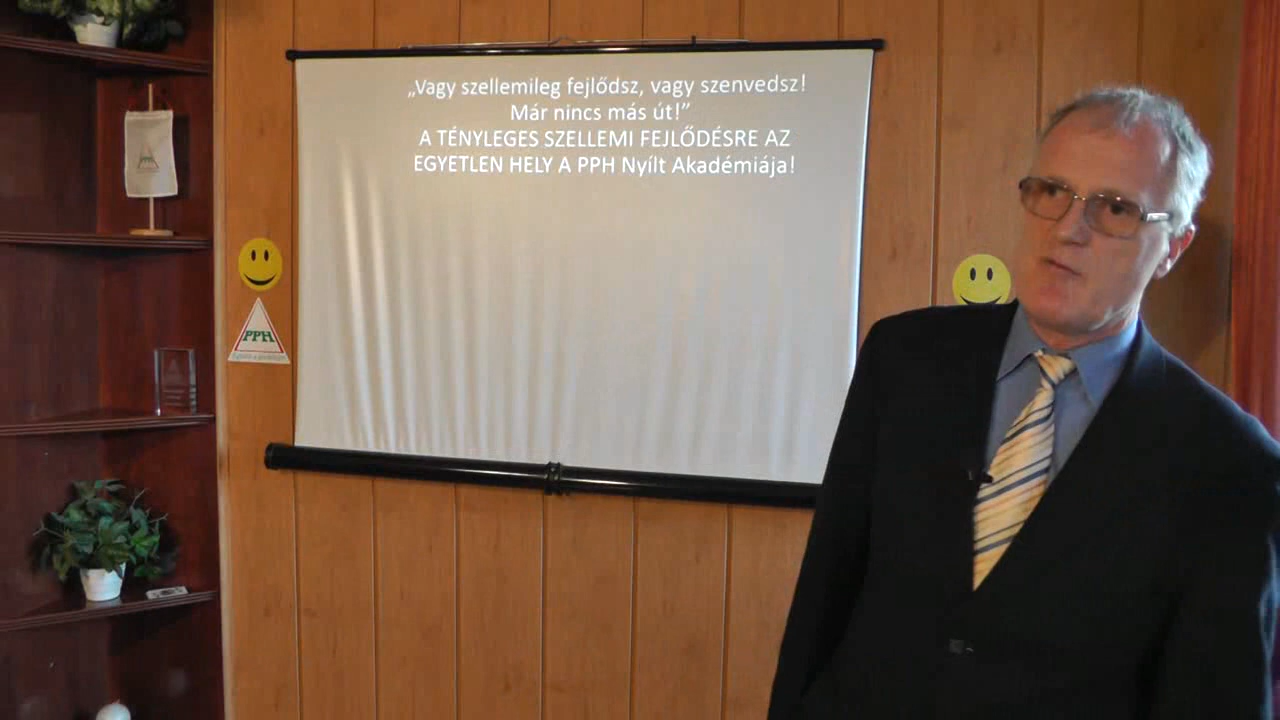 „Vagy szellemileg fejlődsz, vagy szenvedsz!
Már nincs más út!”
A TÉNYLEGES SZELLEMI FEJLŐDÉSRE AZ
EGYETLEN HELY A PPH Nyílt Akadémiája!
PPH